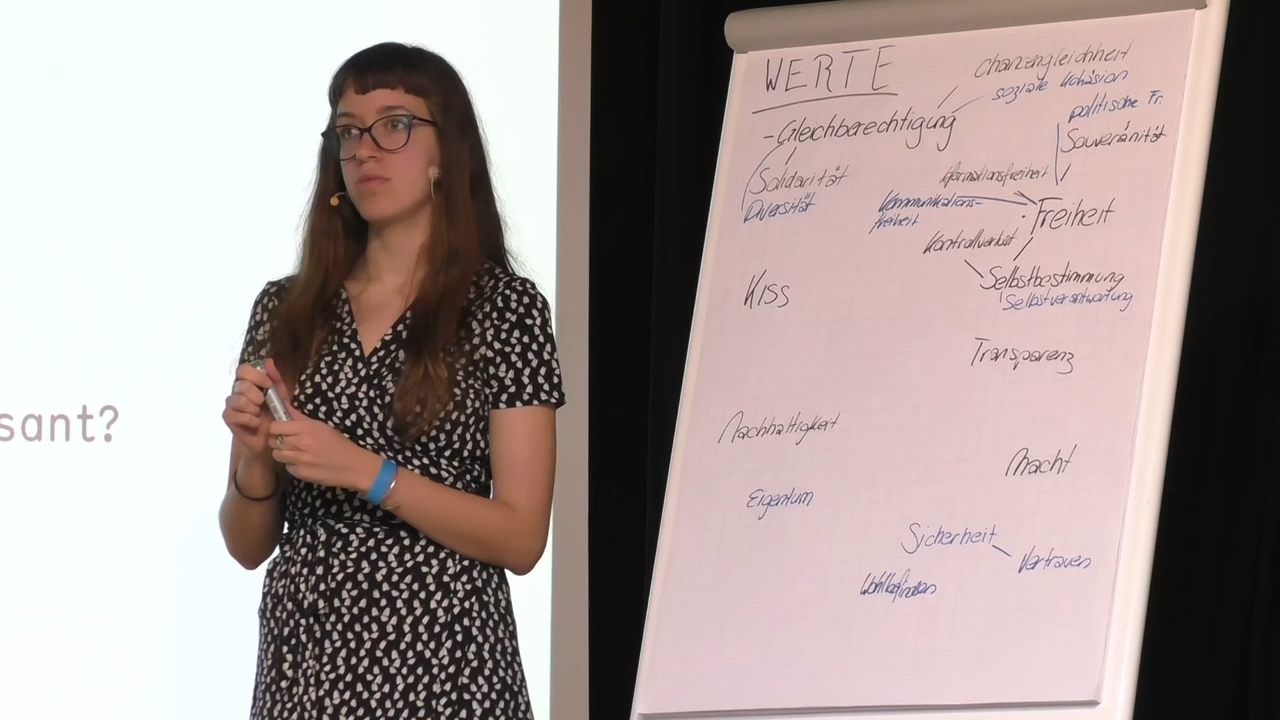 WERTE
Chancengleichheit
soziale Kohäsion
politische Fr.
- Gleichberechtigung
Souveränität
Solidarität
Diversität
Informationsfreiheit
Kommunikations-
freiheit
Freiheit
Kontrollverlust
Selbstbestimmung
Selbstverantwortung
KISS
Transparenz
Nachhaltigkeit
Macht
Eigentum
Sicherheit
Vertrauen
Wohlbefinden
sant?